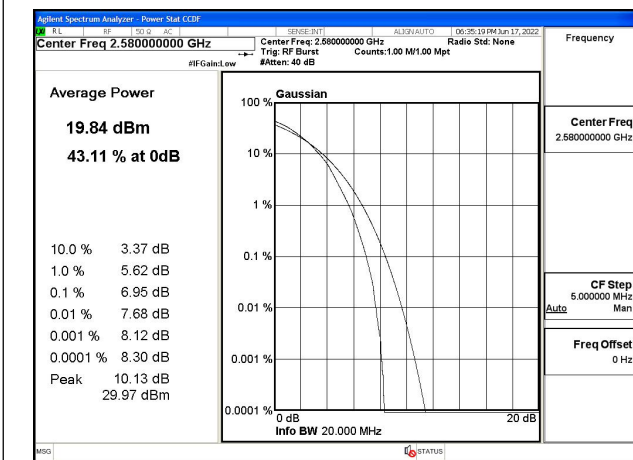 Agilent Spectrum Analyzer - Power Stat CCDF
RL RF 50 Ω AC SENSE:INT ALIGN AUTO 06:35:19 PM Jun 17, 2022
Center Freq 2.580000000 GHz
Center Freq: 2.580000000 GHz Radio Std: None
Trig: RF Burst Counts:1.00 M/1.00 Mpt
#IFGain:Low #Atten: 40 dB
Frequency
Average Power
19.84 dBm
43.11 % at 0dB
10.0 % 3.37 dB
1.0 % 5.62 dB
0.1 % 6.95 dB
0.01 % 7.68 dB
0.001 % 8.12 dB
0.0001 % 8.30 dB
Peak 10.13 dB
29.97 dBm
Gaussian
100 %
10 %
1 %
0.1 %
0.01 %
0.001 %
0.0001 %
0 dB 20 dB
Info BW 20.000 MHz
Center Freq
2.580000000 GHz
CF Step
5.000000 MHz
Auto Man
Freq Offset
0 Hz
MSG STATUS